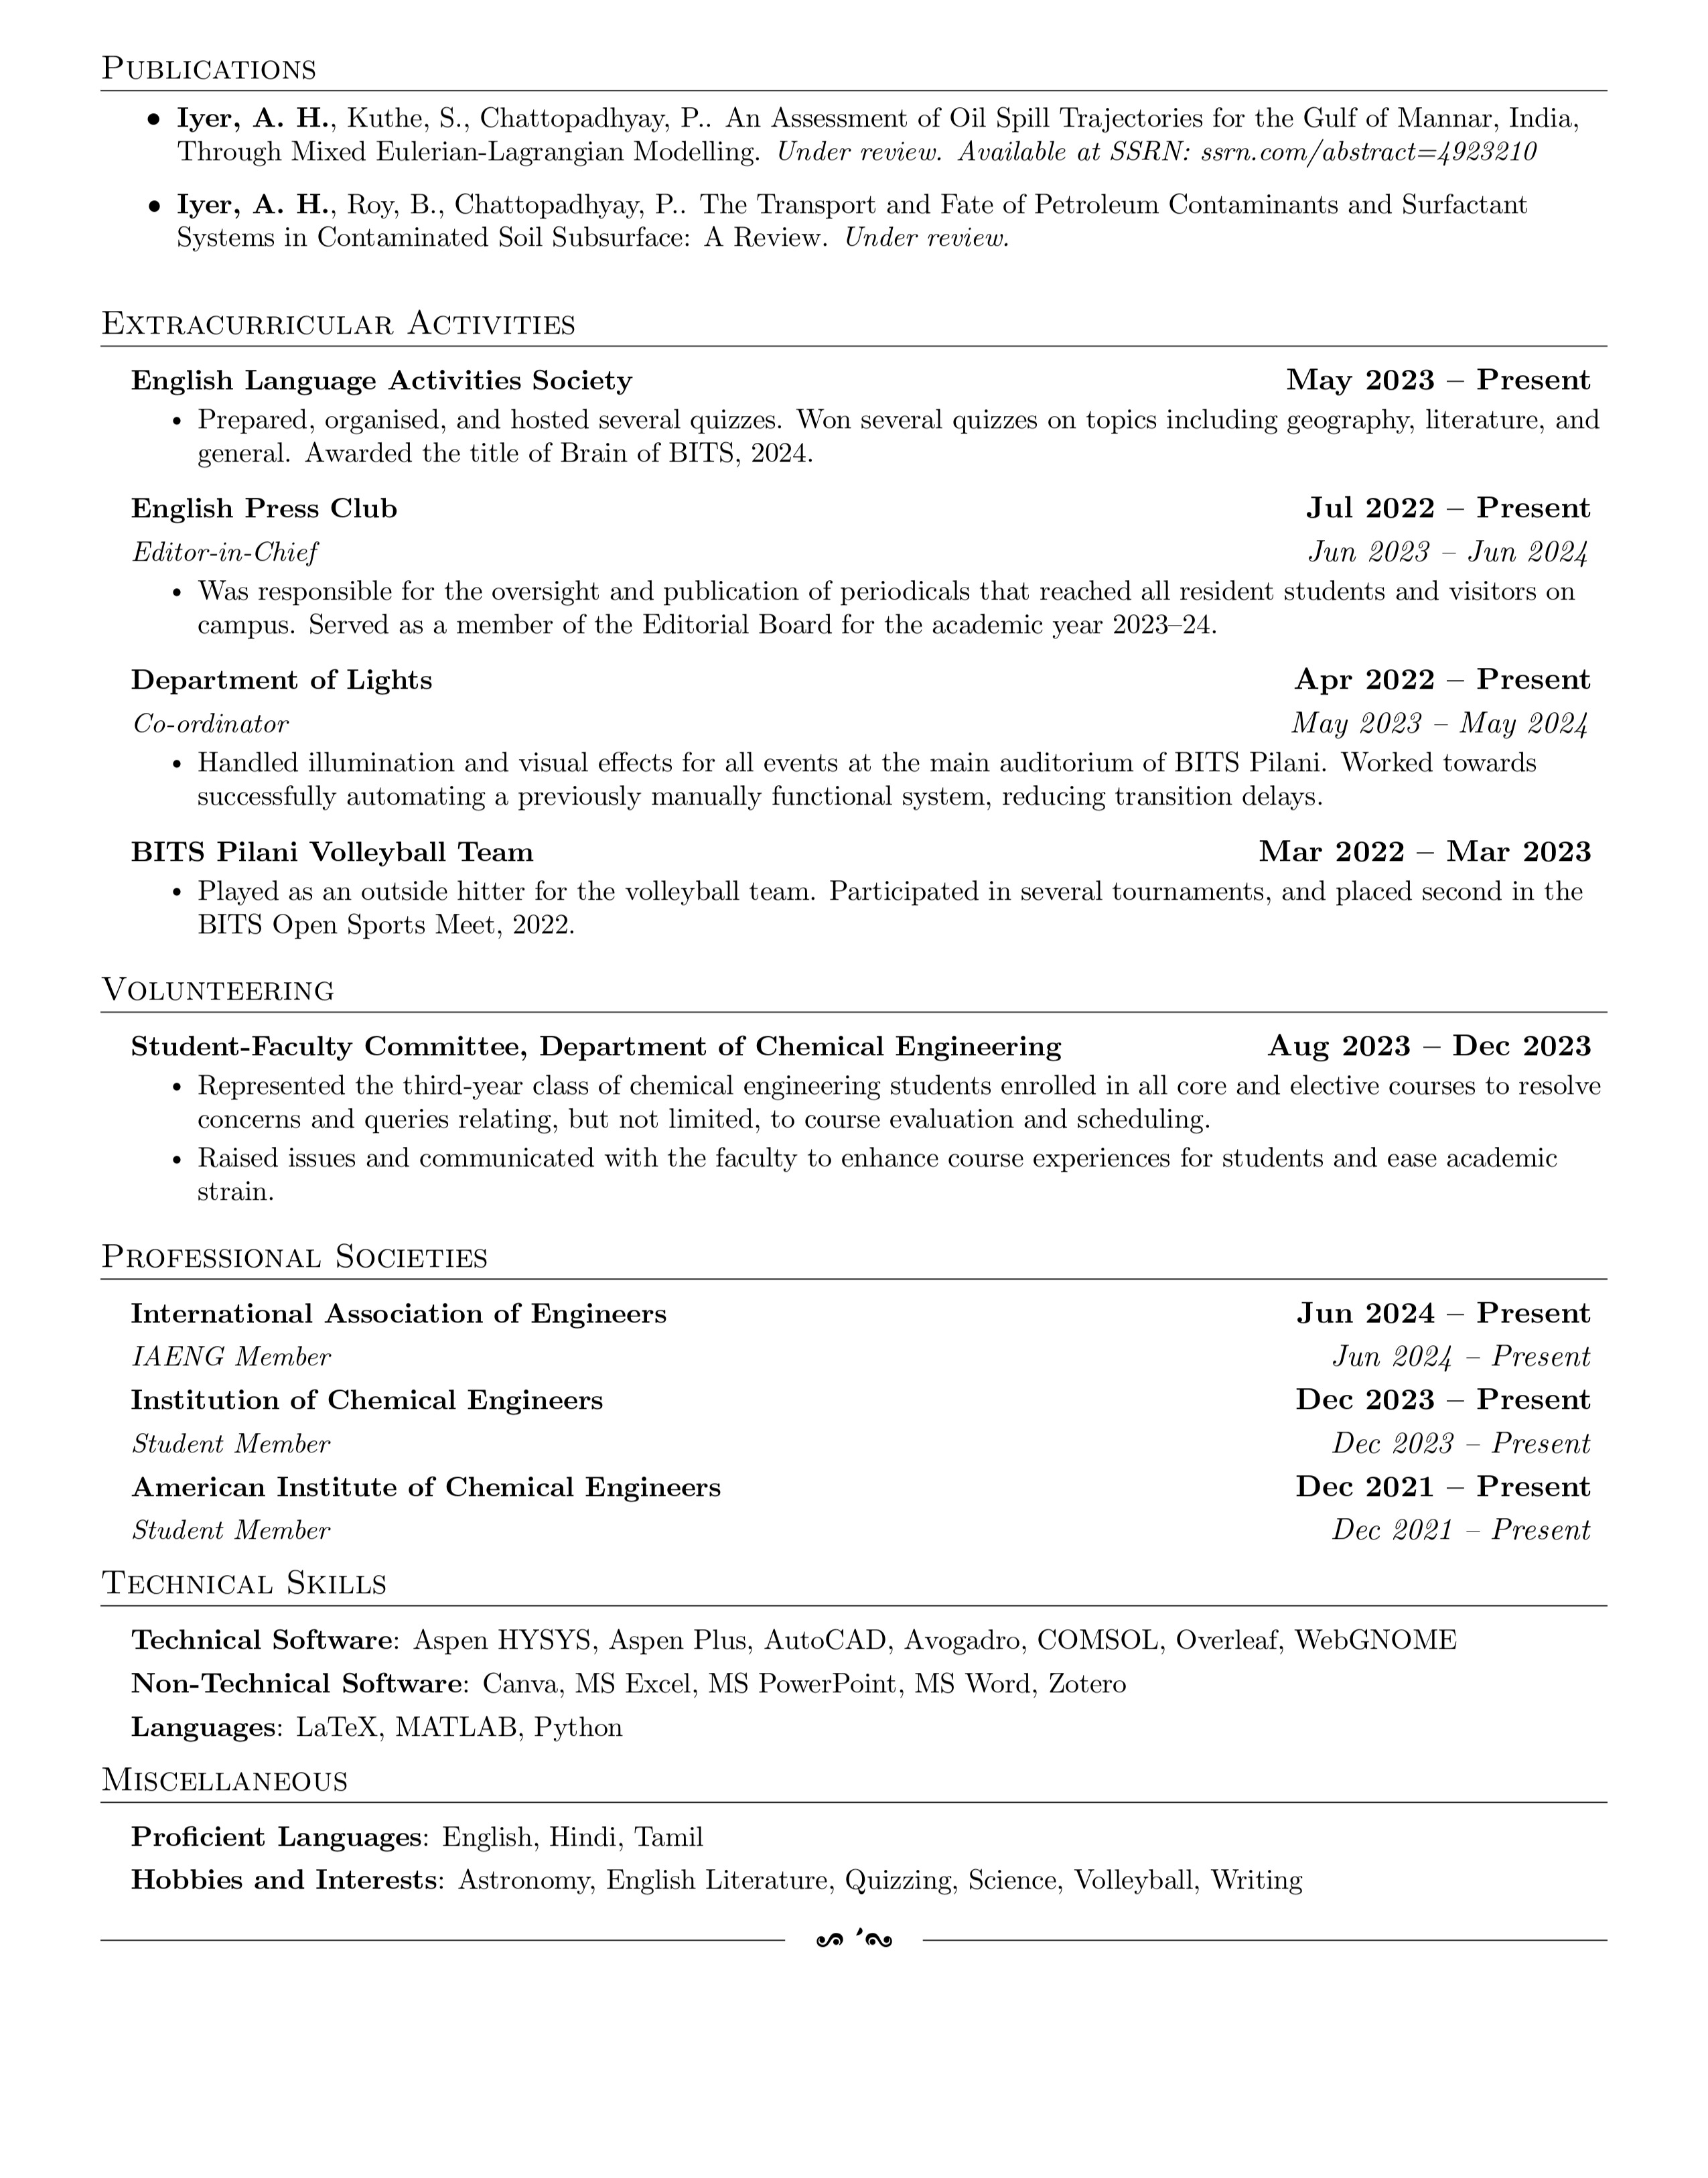 Publications
• Iyer, A. H., Kuthe, S., Chattopadhyay, P.. An Assessment of Oil Spill Trajectories for the Gulf of Mannar, India,
Through Mixed Eulerian-Lagrangian Modelling. Under review. Available at SSRN: ssrn.com/abstract=4923210
• Iyer, A. H., Roy, B., Chattopadhyay, P.. The Transport and Fate of Petroleum Contaminants and Surfactant
Systems in Contaminated Soil Subsurface: A Review. Under review.
Extracurricular Activities
English Language Activities Society May 2023 – Present
• Prepared, organised, and hosted several quizzes. Won several quizzes on topics including geography, literature, and
general. Awarded the title of Brain of BITS, 2024.
English Press Club Jul 2022 – Present
Editor-in-Chief Jun 2023 – Jun 2024
• Was responsible for the oversight and publication of periodicals that reached all resident students and visitors on
campus. Served as a member of the Editorial Board for the academic year 2023–24.
Department of Lights Apr 2022 – Present
Co-ordinator May 2023 – May 2024
• Handled illumination and visual effects for all events at the main auditorium of BITS Pilani. Worked towards
successfully automating a previously manually functional system, reducing transition delays.
BITS Pilani Volleyball Team Mar 2022 – Mar 2023
• Played as an outside hitter for the volleyball team. Participated in several tournaments, and placed second in the
BITS Open Sports Meet, 2022.
Volunteering
Student-Faculty Committee, Department of Chemical Engineering Aug 2023 – Dec 2023
• Represented the third-year class of chemical engineering students enrolled in all core and elective courses to resolve
concerns and queries relating, but not limited, to course evaluation and scheduling.
• Raised issues and communicated with the faculty to enhance course experiences for students and ease academic
strain.
Professional Societies
International Association of Engineers Jun 2024 – Present
IAENG Member Jun 2024 – Present
Institution of Chemical Engineers Dec 2023 – Present
Student Member Dec 2023 – Present
American Institute of Chemical Engineers Dec 2021 – Present
Student Member Dec 2021 – Present
Technical Skills
Technical Software: Aspen HYSYS, Aspen Plus, AutoCAD, Avogadro, COMSOL, Overleaf, WebGNOME
Non-Technical Software: Canva, MS Excel, MS PowerPoint, MS Word, Zotero
Languages: LaTeX, MATLAB, Python
Miscellaneous
Proficient Languages: English, Hindi, Tamil
Hobbies and Interests: Astronomy, English Literature, Quizzing, Science, Volleyball, Writing